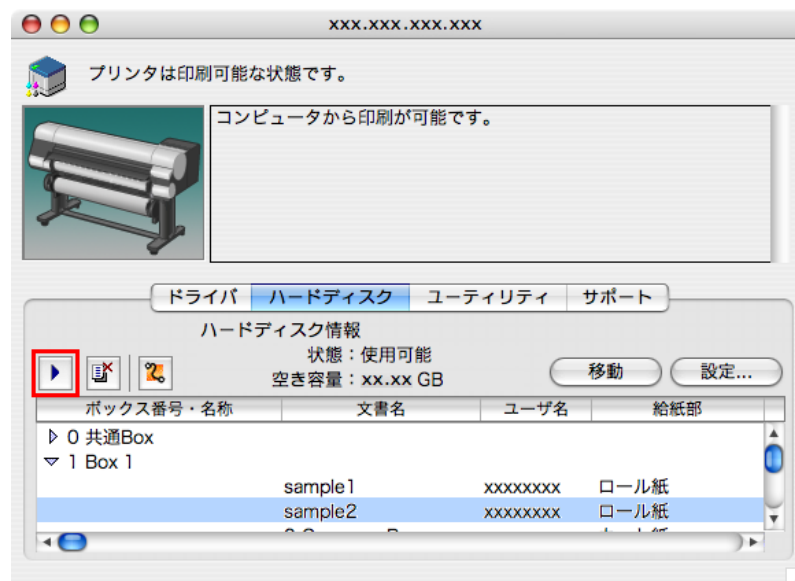 xxx.xxx.xxx.xxx
プリンタは印刷可能な状態です。
コンピュータから印刷が可能です。
ドライバ ハードディスク ユーティリティ サポート
ハードディスク情報
状態：使用可能
空き容量：xx.xx GB
移動 設定...
ボックス番号・名称 文書名 ユーザ名 給紙部
0 共通Box
1 Box 1
sample1 xxxxxxxx ロール紙
sample2 xxxxxxxx ロール紙